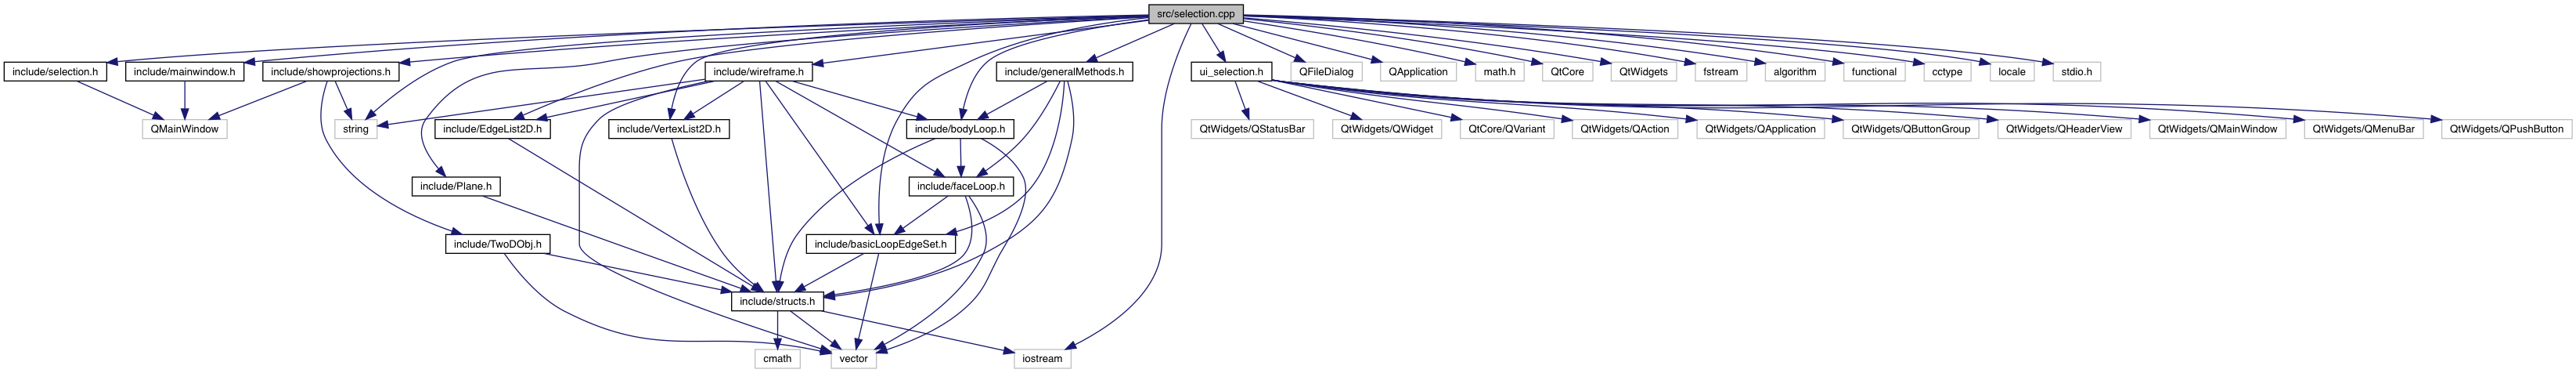 src/selection.cpp
include/selection.h
include/mainwindow.h
include/showprojections.h
include/wireframe.h
include/generalMethods.h
ui_selection.h
QFileDialog
QApplication
math.h
QtCore
QtWidgets
fstream
algorithm
functional
cctype
locale
stdio.h
QMainWindow
string
include/EdgeList2D.h
include/VertexList2D.h
include/bodyLoop.h
QtWidgets/QStatusBar
QtWidgets/QWidget
QtCore/QVariant
QtWidgets/QAction
QtWidgets/QApplication
QtWidgets/QButtonGroup
QtWidgets/QHeaderView
QtWidgets/QMainWindow
QtWidgets/QMenuBar
QtWidgets/QPushButton
include/Plane.h
include/faceLoop.h
include/TwoDObj.h
include/basicLoopEdgeSet.h
include/structs.h
cmath
vector
iostream